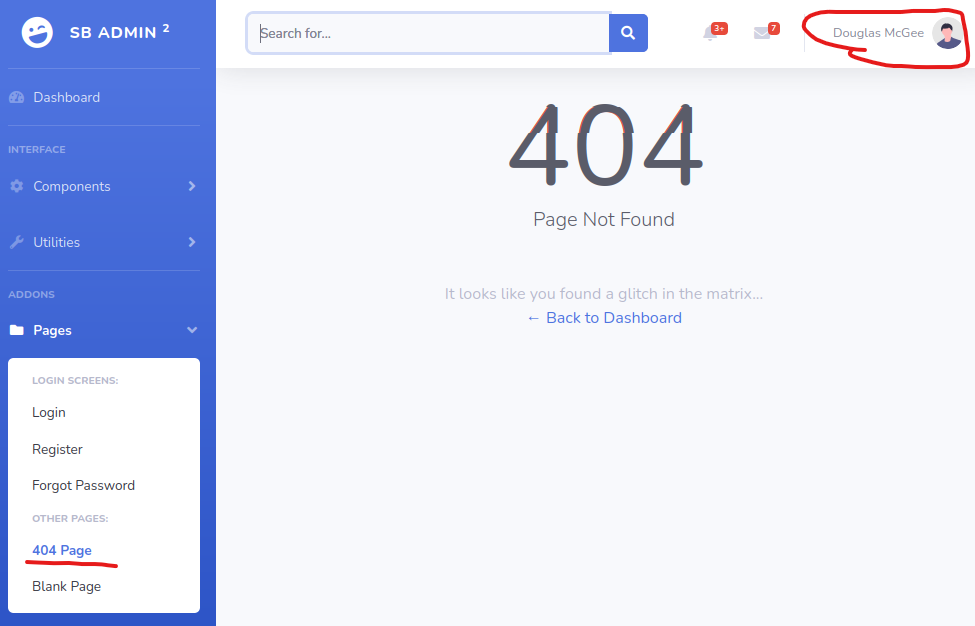 SB ADMIN 2
Search for...
3+
7
Douglas McGee
Dashboard
INTERFACE
Components
Utilities
ADDONS
Pages
LOGIN SCREENS:
Login
Register
Forgot Password
OTHER PAGES:
404 Page
Blank Page
404
Page Not Found
It looks like you found a glitch in the matrix...
← Back to Dashboard